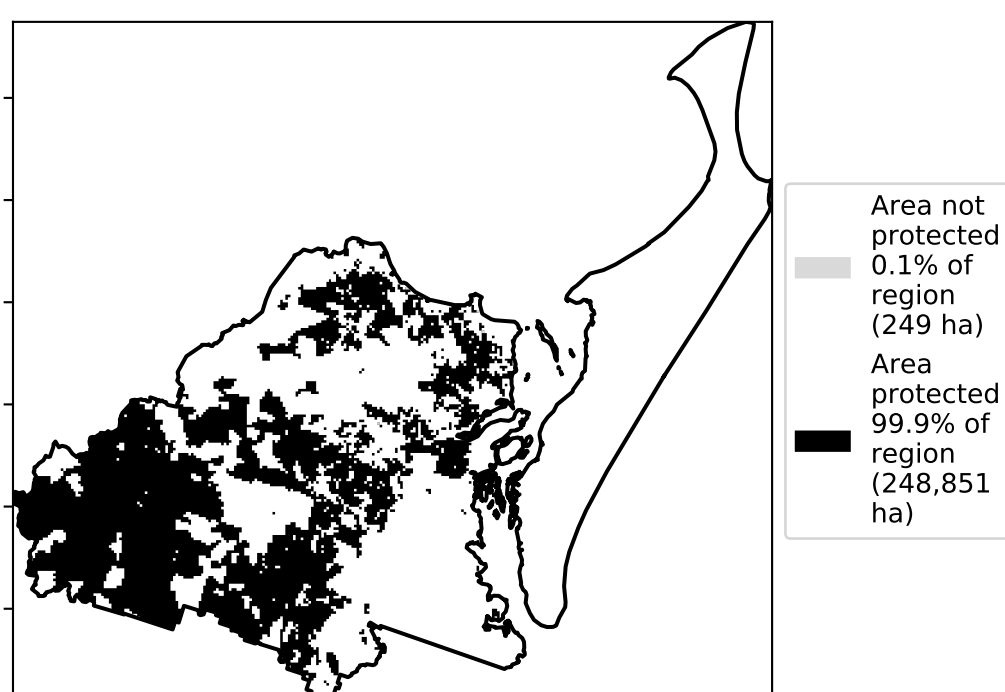 Area not
protected
0.1% of
region
(249 ha)
Area
protected
99.9% of
region
(248,851
ha)